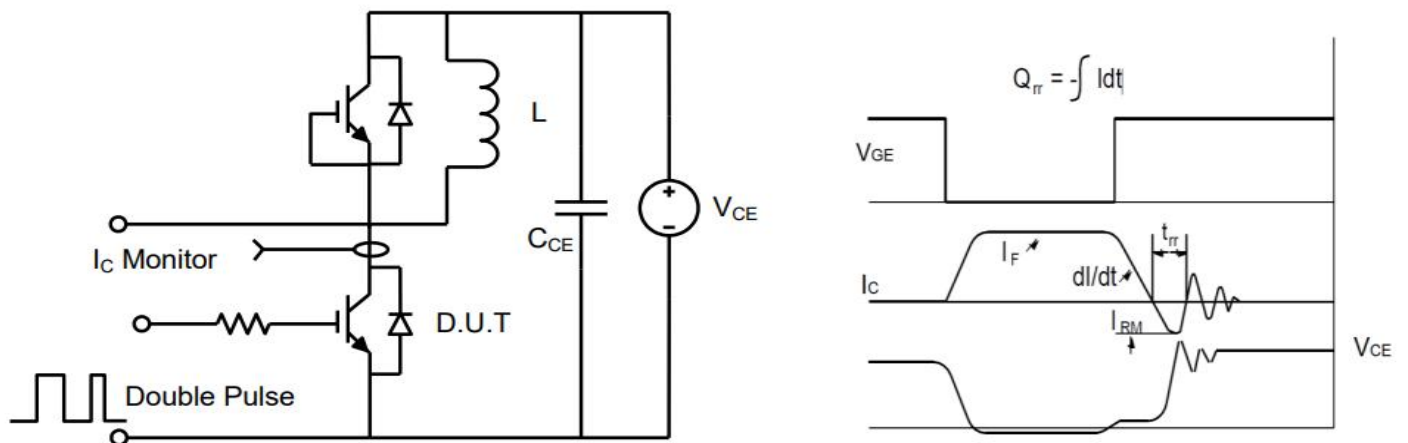 L
C_CE
+
−
V_CE
I_C Monitor
D.U.T
Double Pulse
Q_rr = -∫ Idt
V_GE
I_F
t_rr
dI/dt
I_C
I_RM
V_CE